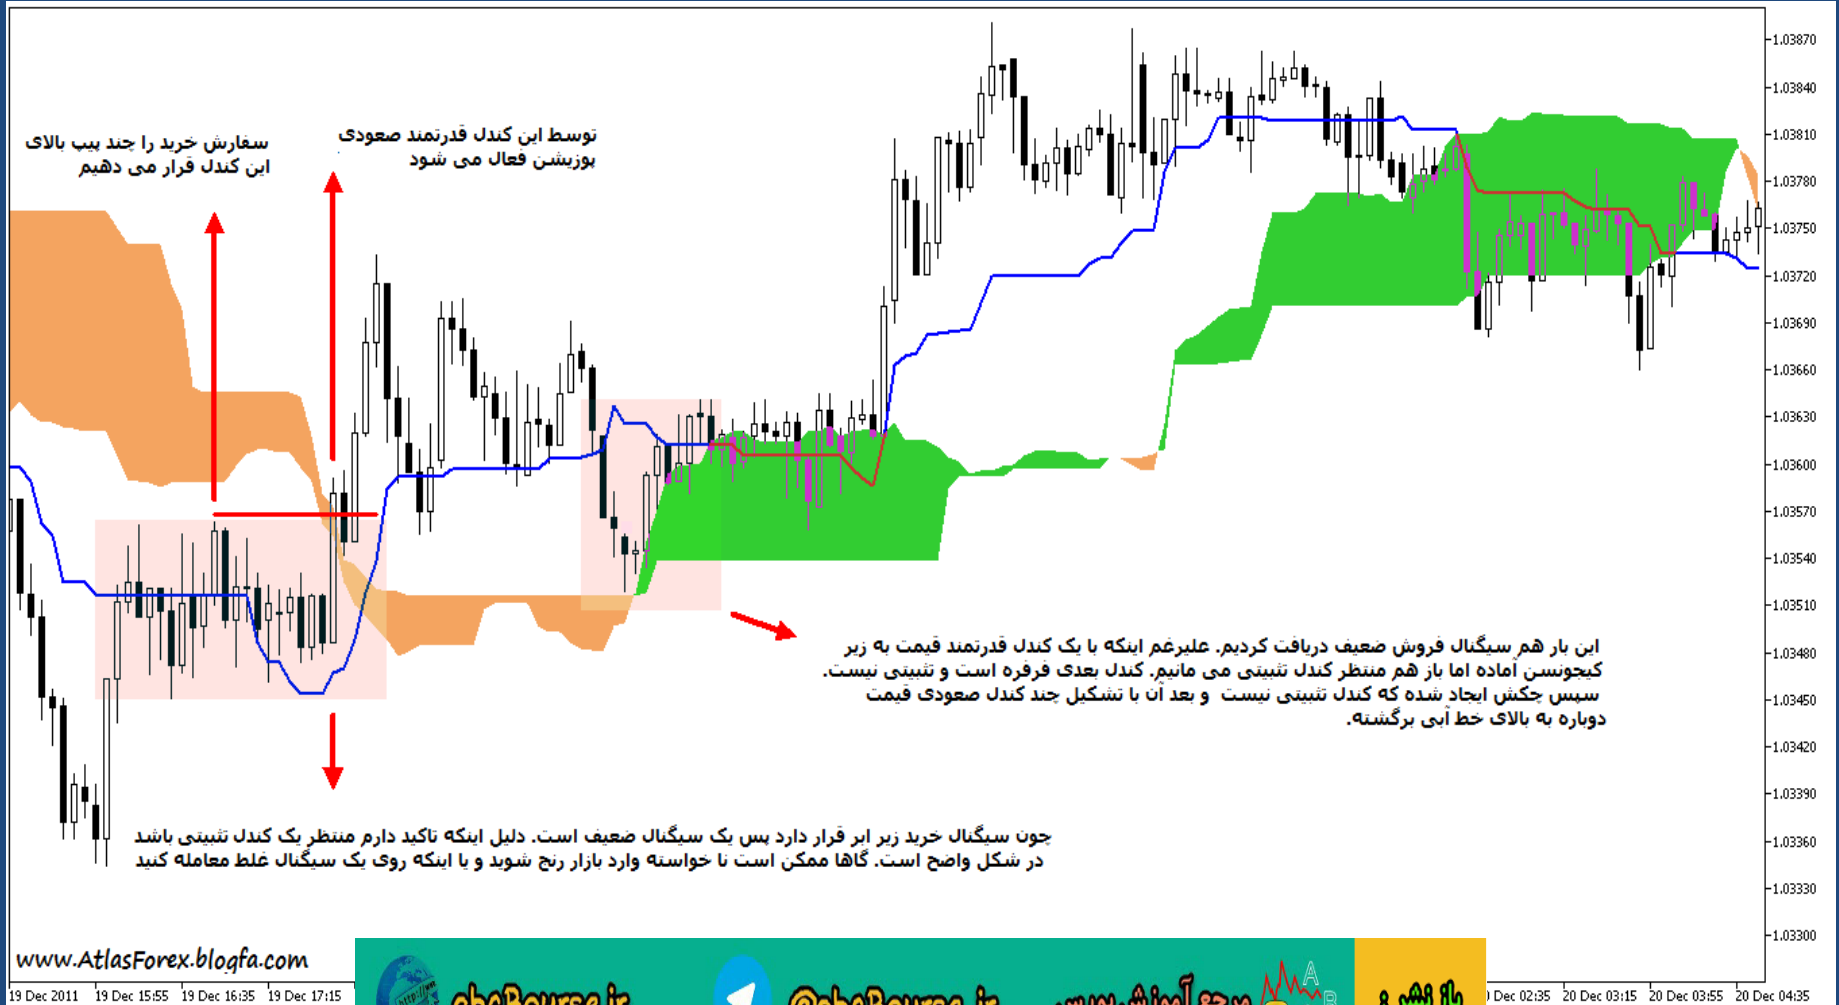 سفارش خرید را چند پیپ بالای
این کندل قرار می دهیم
توسط این کندل قدرتمند صعودی
پوزیشن فعال می شود
1.03870
1.03840
1.03810
1.03780
1.03750
1.03720
1.03690
1.03660
1.03630
1.03600
1.03570
1.03540
1.03510
1.03480
1.03450
1.03420
1.03390
1.03360
1.03330
1.03300
این بار هم سیگنال فروش ضعیف دریافت کردیم. علیرغم اینکه با یک کندل قدرتمند قیمت به زیر
کیجونسن آماده اما باز هم منتظر کندل تثبیتی می مانیم. کندل بعدی فرفره است و تثبیتی نیست.
سپس چکش ایجاد شده که کندل تثبیتی نیست و بعد آن با تشکیل چند کندل صعودی قیمت
دوباره به بالای خط آبی برگشته.
چون سیگنال خرید زیر ابر قرار دارد پس یک سیگنال ضعیف است. دلیل اینکه تاکید دارم منتظر یک کندل تثبیتی باشد
در شکل واضح است. گاها ممکن است نا خواسته وارد بازار رنج شوید و یا اینکه روی یک سیگنال غلط معامله کنید
www.AtlasForex.blogfa.com
http://www
@abcBourse_ir
مرجع آموزش بورس
A
B
باز نشر :
19 Dec 2011
19 Dec 15:55
19 Dec 16:35
19 Dec 17:15
Dec 02:35
20 Dec 03:15
20 Dec 03:55
20 Dec 04:35